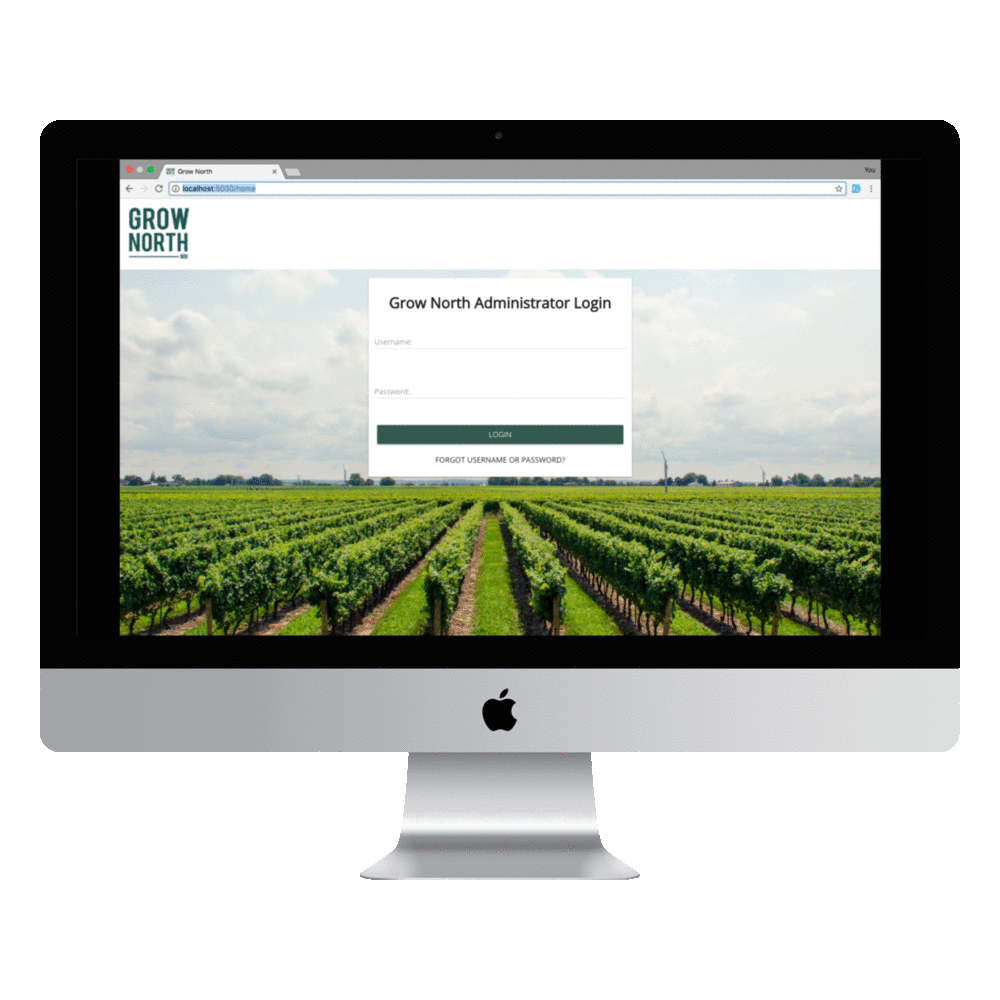 Grow North
You
localhost:5000/home
GROW
NORTH
MN
Grow North Administrator Login
Username:
Password:
LOGIN
FORGOT USERNAME OR PASSWORD?